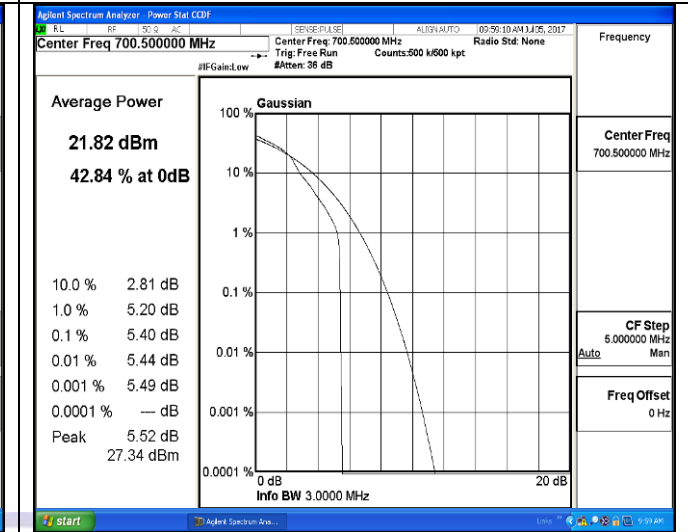 Agilent Spectrum Analyzer - Power Stat CCDF
RL RF 50 Ω AC SENSE:PULSE ALIGN AUTO 09:59:10 AM Jul 05, 2017
Center Freq 700.500000 MHz
Center Freq: 700.500000 MHz Radio Std: None
Trig: Free Run Counts:500 k/500 kpt
#IFGain:Low #Atten: 36 dB
Frequency
Average Power
21.82 dBm
42.84 % at 0dB
10.0 % 2.81 dB
1.0 % 5.20 dB
0.1 % 5.40 dB
0.01 % 5.44 dB
0.001 % 5.49 dB
0.0001 % --- dB
Peak 5.52 dB
27.34 dBm
Gaussian
100 %
10 %
1 %
0.1 %
0.01 %
0.001 %
0.0001 %
0 dB 20 dB
Info BW 3.0000 MHz
Center Freq
700.500000 MHz
CF Step
5.000000 MHz
Auto Man
Freq Offset
0 Hz
start Agilent Spectrum Ana... Links » 9:59 AM